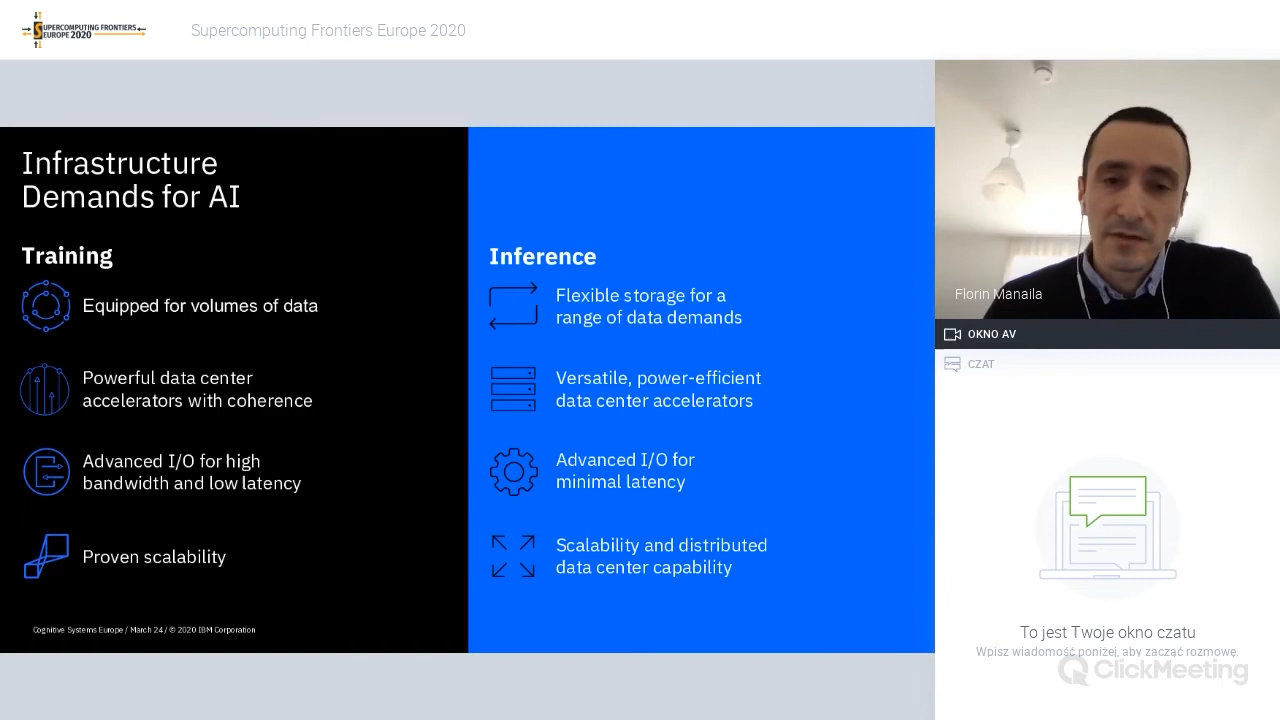 SUPERCOMPUTING FRONTIERS
EUROPE 2020
Supercomputing Frontiers Europe 2020
Infrastructure
Demands for AI
Training
Equipped for volumes of data
Powerful data center
accelerators with coherence
Advanced I/O for high
bandwidth and low latency
Proven scalability
Cognitive Systems Europe / March 24 / © 2020 IBM Corporation
Inference
Flexible storage for a
range of data demands
Versatile, power-efficient
data center accelerators
Advanced I/O for
minimal latency
Scalability and distributed
data center capability
Florin Manaila
OKNO AV
CZAT
To jest Twoje okno czatu
Wpisz wiadomość poniżej, aby zacząć rozmowę.
ClickMeeting